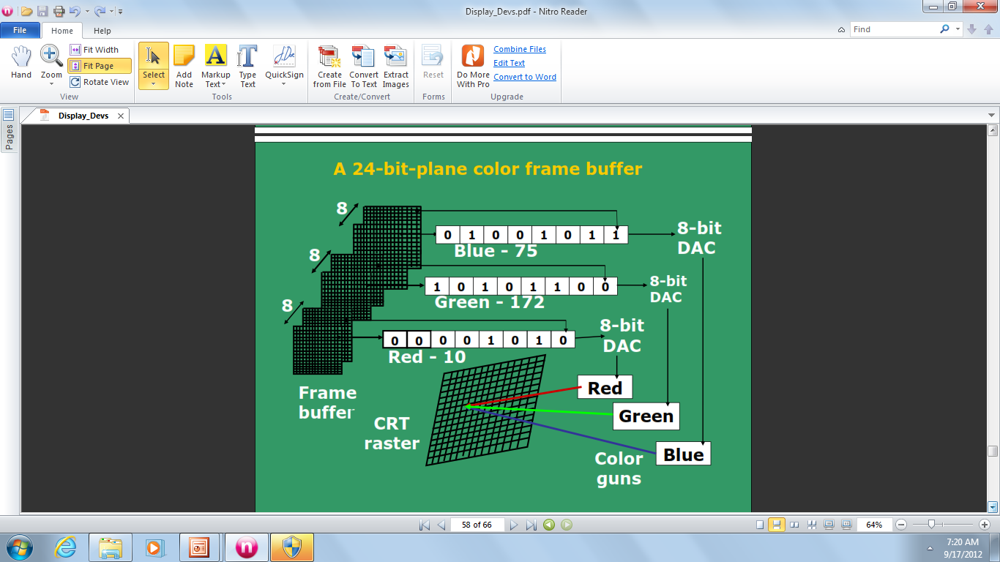 Display_Devs.pdf - Nitro Reader
File
Home
Help
Find
Hand
Zoom
Fit Width
Fit Page
Rotate View
View
Select
Add
Note
Markup
Text
Type
Text
QuickSign
Tools
Create
from File
Convert
To Text
Extract
Images
Create/Convert
Reset
Forms
Do More
With Pro
Combine Files
Edit Text
Convert to Word
Upgrade
Display_Devs
Pages
A 24-bit-plane color frame buffer
8
0 1 0 0 1 0 1 1
8-bit
DAC
Blue - 75
8
1 0 1 0 1 1 0 0
8-bit
DAC
Green - 172
8
0 0 0 0 1 0 1 0
8-bit
DAC
Red - 10
Frame
buffer
CRT
raster
Red
Green
Blue
Color
guns
58 of 66
64%
7:20 AM
9/17/2012